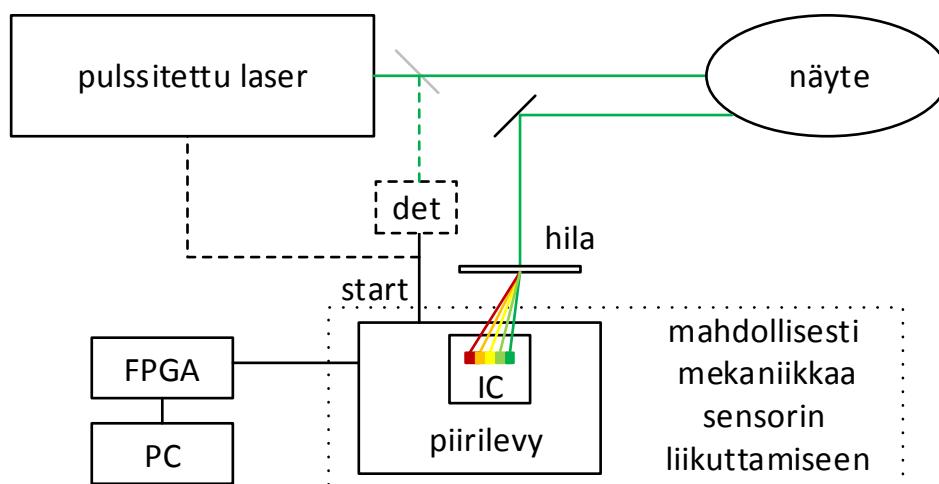 pulssitettu laser
näyte
det
hila
start
mahdollisesti
mekaniikkaa
sensorin
liikuttamiseen
FPGA
IC
piirilevy
PC